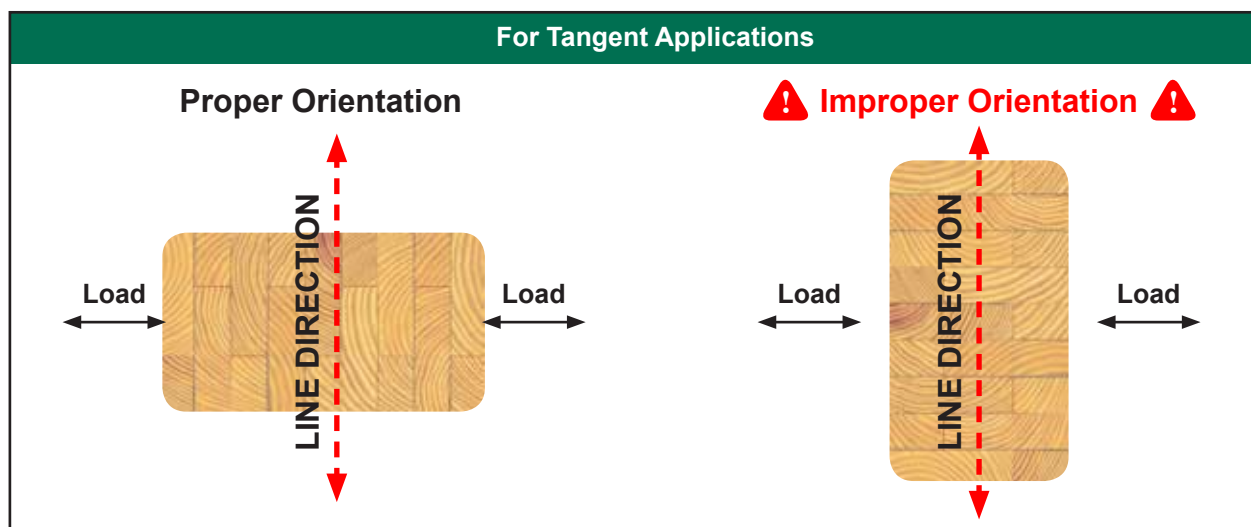 For Tangent Applications
Proper Orientation
LINE DIRECTION
Load
Load
! Improper Orientation !
LINE DIRECTION
Load
Load